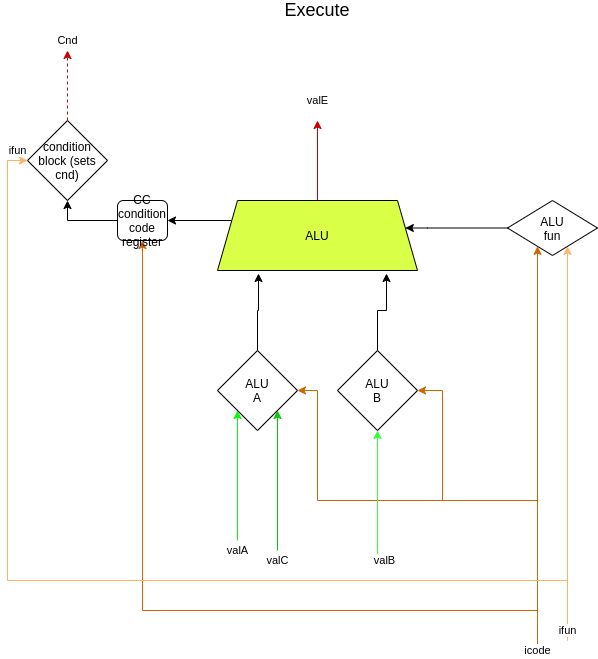 Execute
Cnd
valE
ifun
condition
block (sets
cnd)
CC
condition
code
register
ALU
ALU
fun
ALU
A
ALU
B
valA
valC
valB
ifun
icode